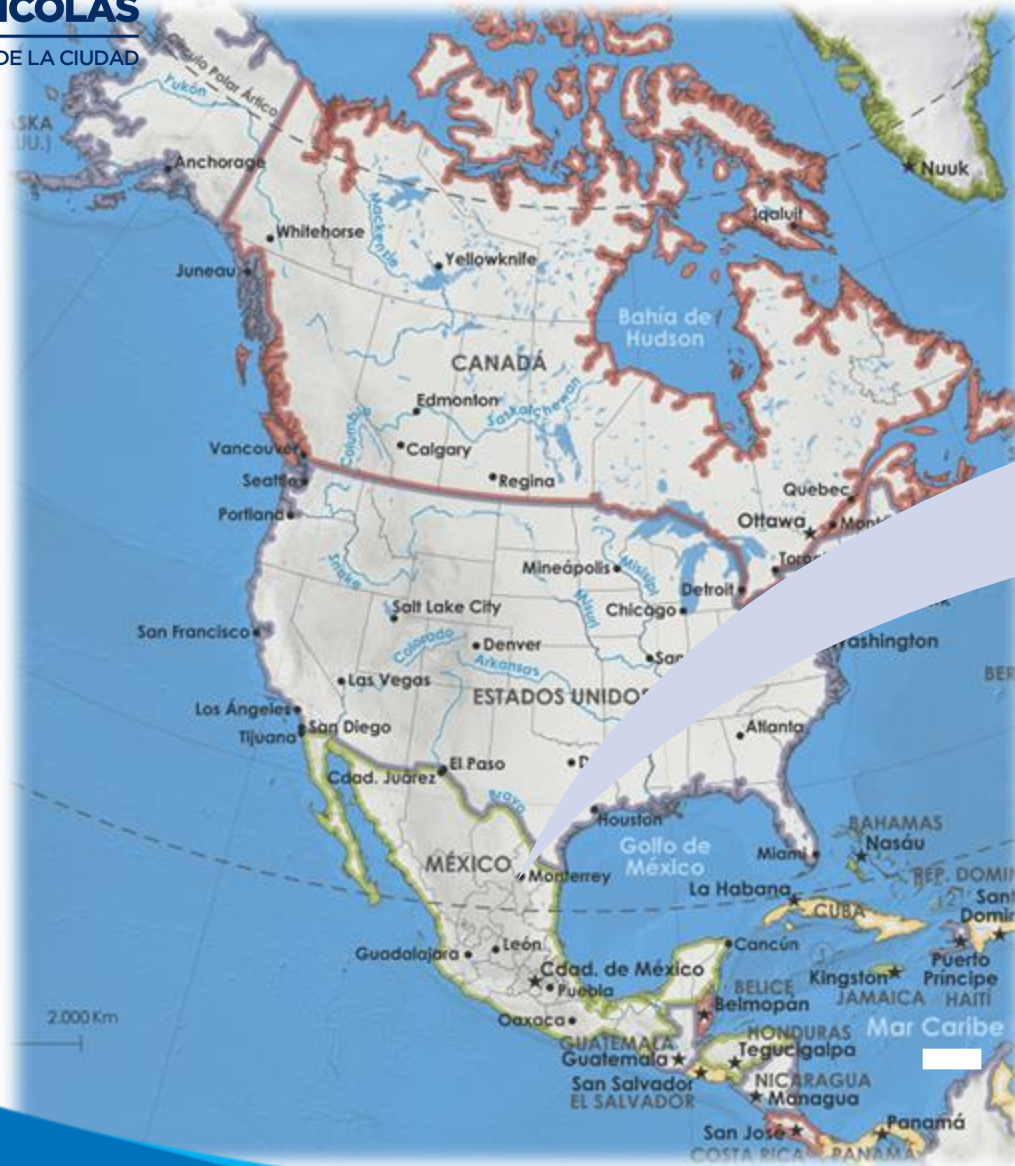 DE LA CIUDAD
Círculo Polar Ártico
Yukón
Anchorage
Nuuk
Iqaluit
Whitehorse
Mackenzie
Juneau
Yellowknife
Bahía de
Hudson
CANADÁ
Edmonton
Saskatchewan
Columbia
Calgary
Vancouver
Regina
Seattle
Quebec
Portland
Ottawa
Mineápolis
Misisipi
Snake
Detroit
Misuri
Salt Lake City
Chicago
San Francisco
Colorado
Denver
Washington
Arkansas
Las Vegas
ESTADOS UNIDOS
Los Ángeles
San Diego
Atlanta
Tijuana
El Paso
Cdad. Juárez
Bravo
Houston
Golfo de
México
BAHAMAS
Nasáu
Miami
MÉXICO
Monterrey
La Habana
CUBA
León
Cancún
Guadalajara
Cdad. de México
Puerto
Príncipe
Kingston
Puebla
BELICE
JAMAICA
HAITÍ
Belmopán
2.000 Km
Oaxaca
Mar Caribe
HONDURAS
GUATEMALA
Tegucigalpa
Guatemala
San Salvador
NICARAGUA
EL SALVADOR
Managua
Panamá
San José
COSTA RICA
PANAMÁ